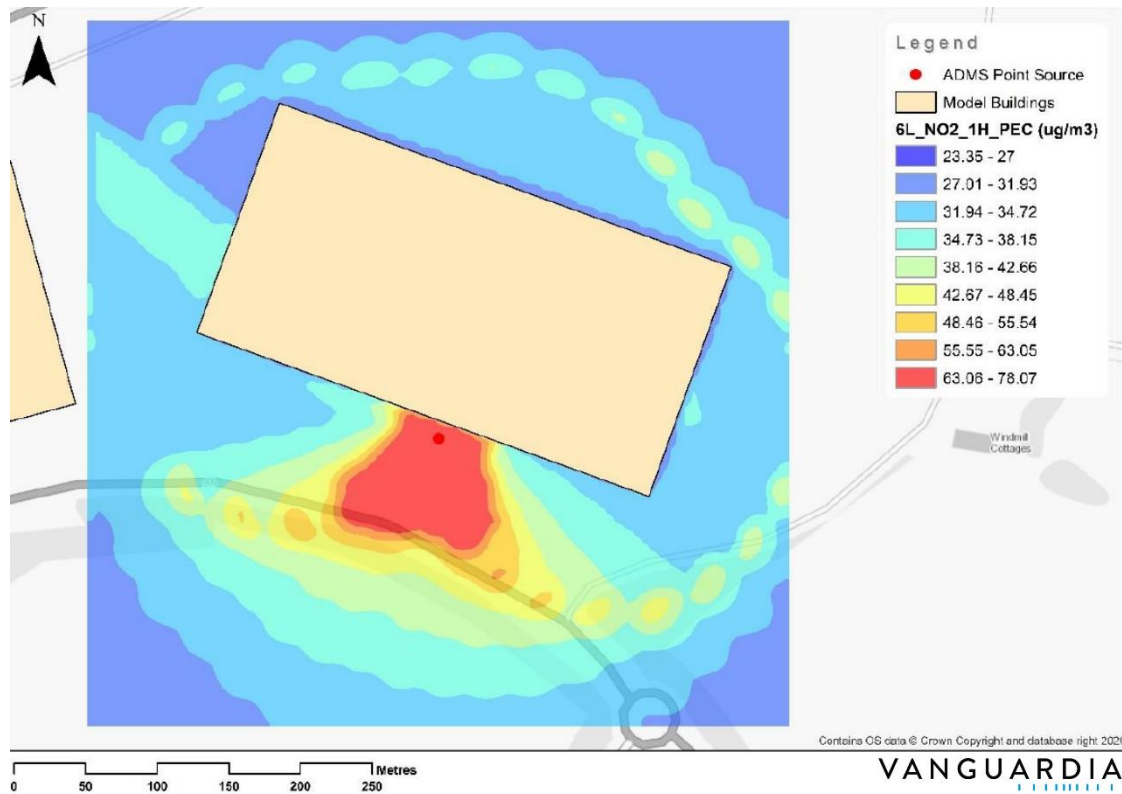 N
Legend
ADMS Point Source
Model Buildings
6L_NO2_1H_PEC (ug/m3)
23.35 - 27
27.01 - 31.93
31.94 - 34.72
34.73 - 38.15
38.16 - 42.66
42.67 - 48.45
48.46 - 55.54
55.55 - 63.05
63.06 - 78.07
Windmill
Cottages
Contains OS data © Crown Copyright and database right 2020
Metres
0 50 100 150 200 250
VANGUARDIA